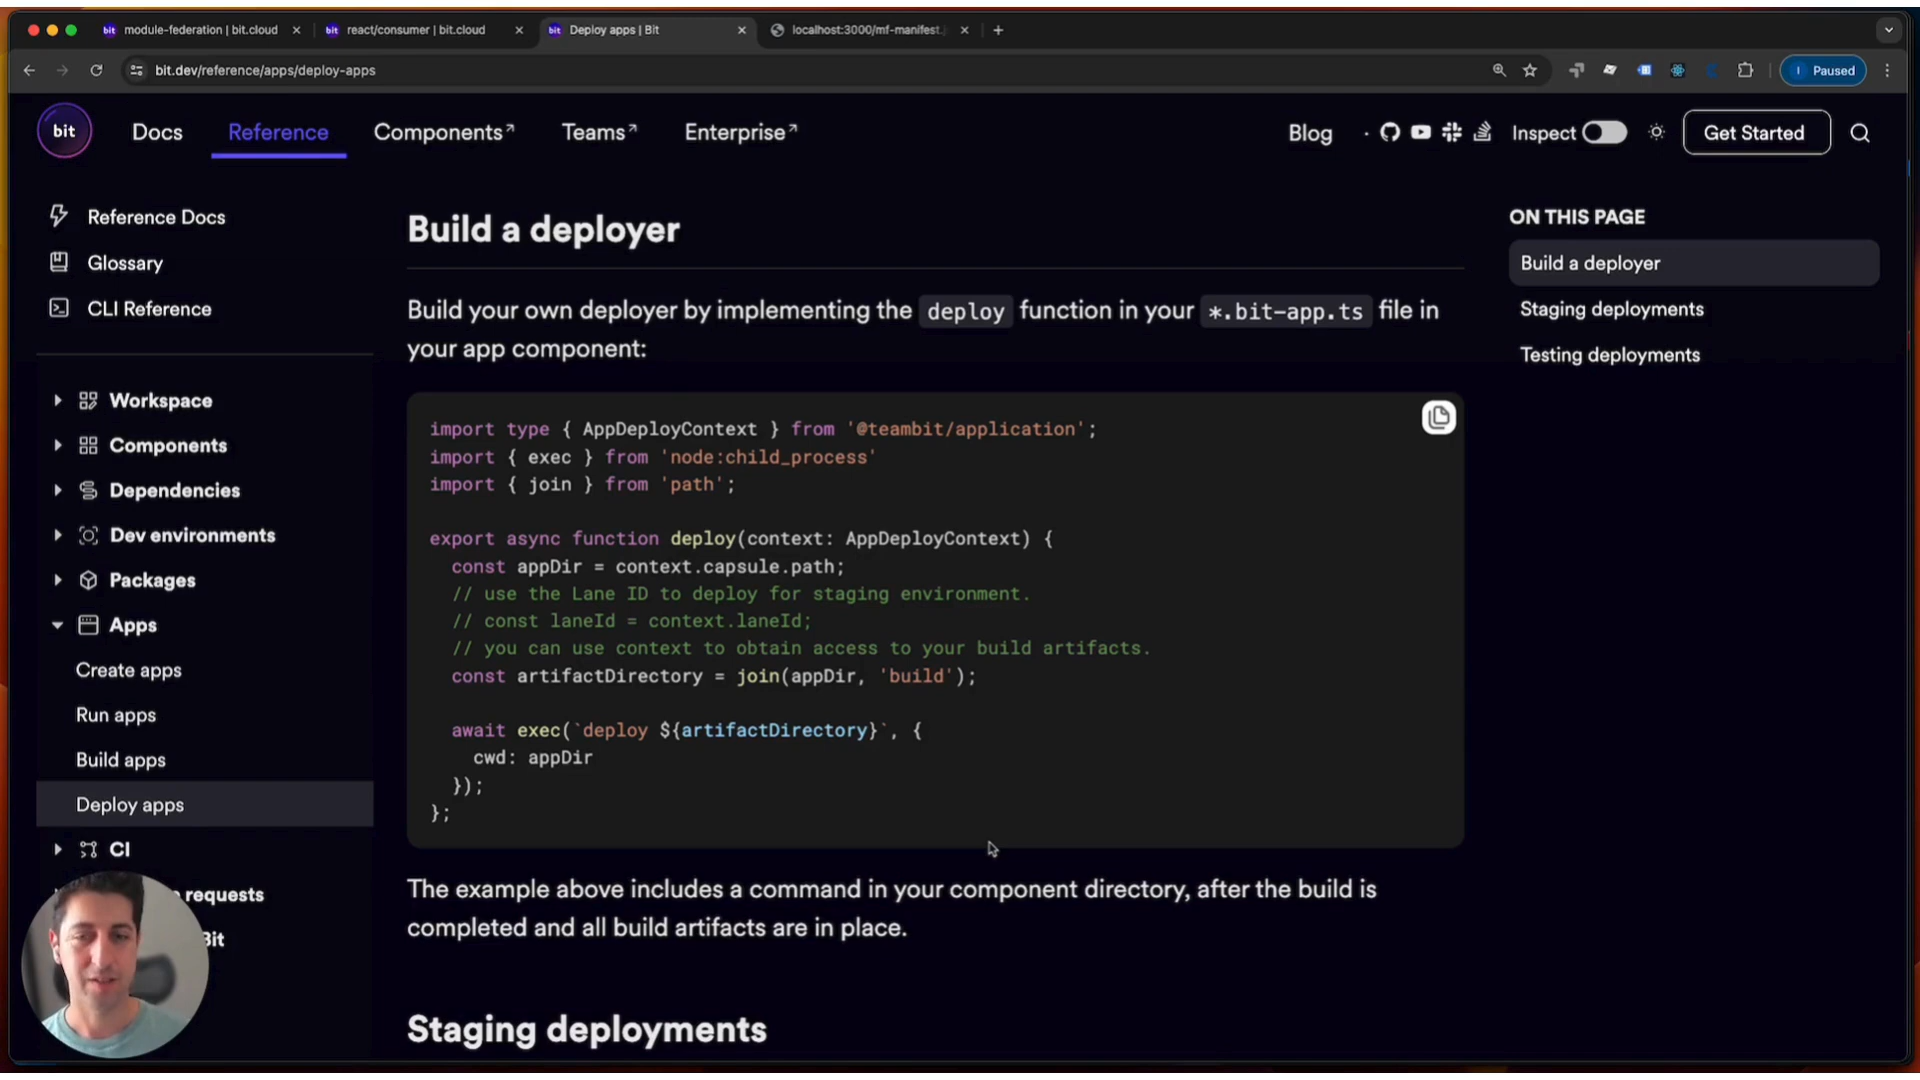 bit module-federation | bit.cloud
bit react/consumer | bit.cloud
bit Deploy apps | Bit
localhost:3000/mf-manifest.
bit.dev/reference/apps/deploy-apps
Paused
bit
Docs
Reference
Components
Teams
Enterprise
Blog
Inspect
Get Started
Reference Docs
Glossary
CLI Reference
Workspace
Components
Dependencies
Dev environments
Packages
Apps
Create apps
Run apps
Build apps
Deploy apps
CI
requests
Bit
Build a deployer
Build your own deployer by implementing the deploy function in your *.bit-app.ts file in
your app component:
import type { AppDeployContext } from '@teambit/application';
import { exec } from 'node:child_process'
import { join } from 'path';
export async function deploy(context: AppDeployContext) {
const appDir = context.capsule.path;
// use the Lane ID to deploy for staging environment.
// const laneId = context.laneId;
// you can use context to obtain access to your build artifacts.
const artifactDirectory = join(appDir, 'build');
await exec(`deploy ${artifactDirectory}`, {
cwd: appDir
});
};
The example above includes a command in your component directory, after the build is
completed and all build artifacts are in place.
Staging deployments
ON THIS PAGE
Build a deployer
Staging deployments
Testing deployments